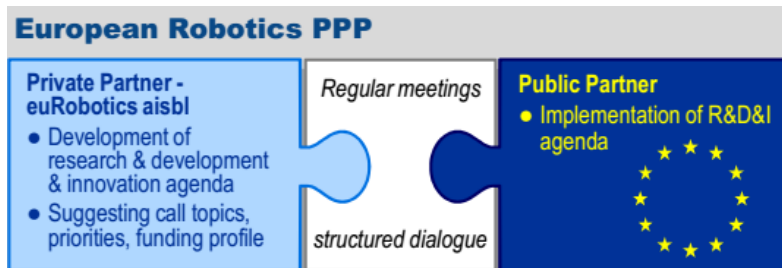 European Robotics PPP
Private Partner -
euRobotics aisbl
● Development of
research & development
& innovation agenda
● Suggesting call topics,
priorities, funding profile
Regular meetings
structured dialogue
Public Partner
● Implementation of R&D&I
agenda